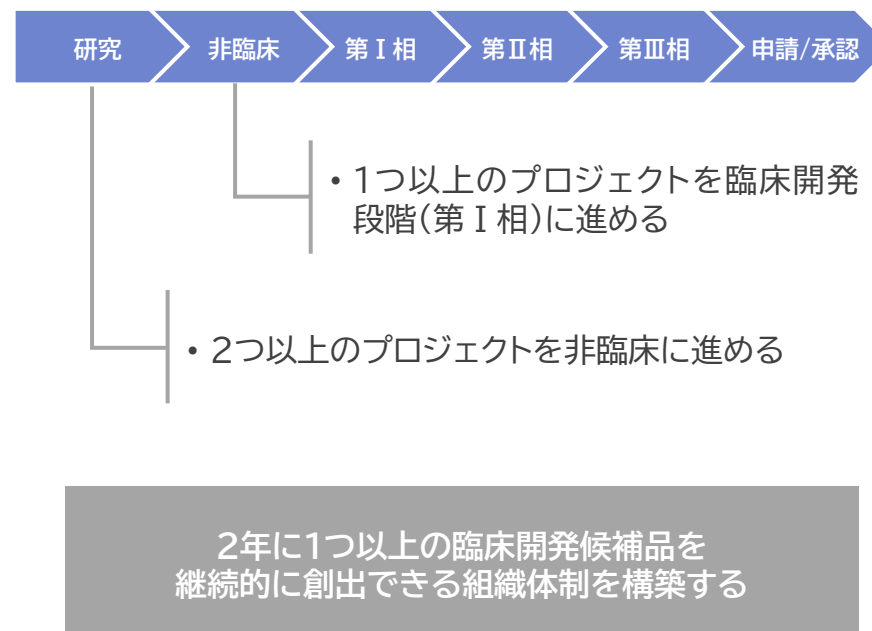 研究
非臨床
第Ⅰ相
第Ⅱ相
第Ⅲ相
申請/承認
・1つ以上のプロジェクトを臨床開発
段階(第Ⅰ相)に進める
・2つ以上のプロジェクトを非臨床に進める
2年に1つ以上の臨床開発候補品を
継続的に創出できる組織体制を構築する